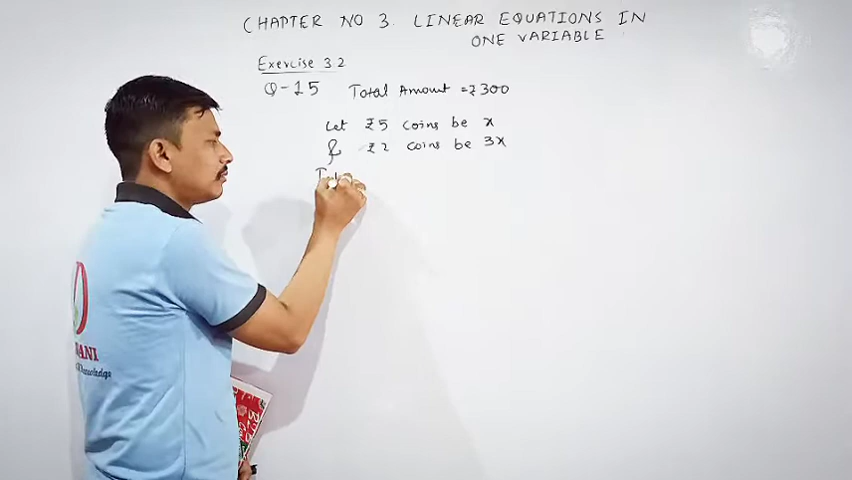 CHAPTER NO 3. LINEAR EQUATIONS IN
ONE VARIABLE
Exercise 3.2
Q-15 Total Amount = ₹300
Let ₹5 coins be x
& ₹2 coins be 3x